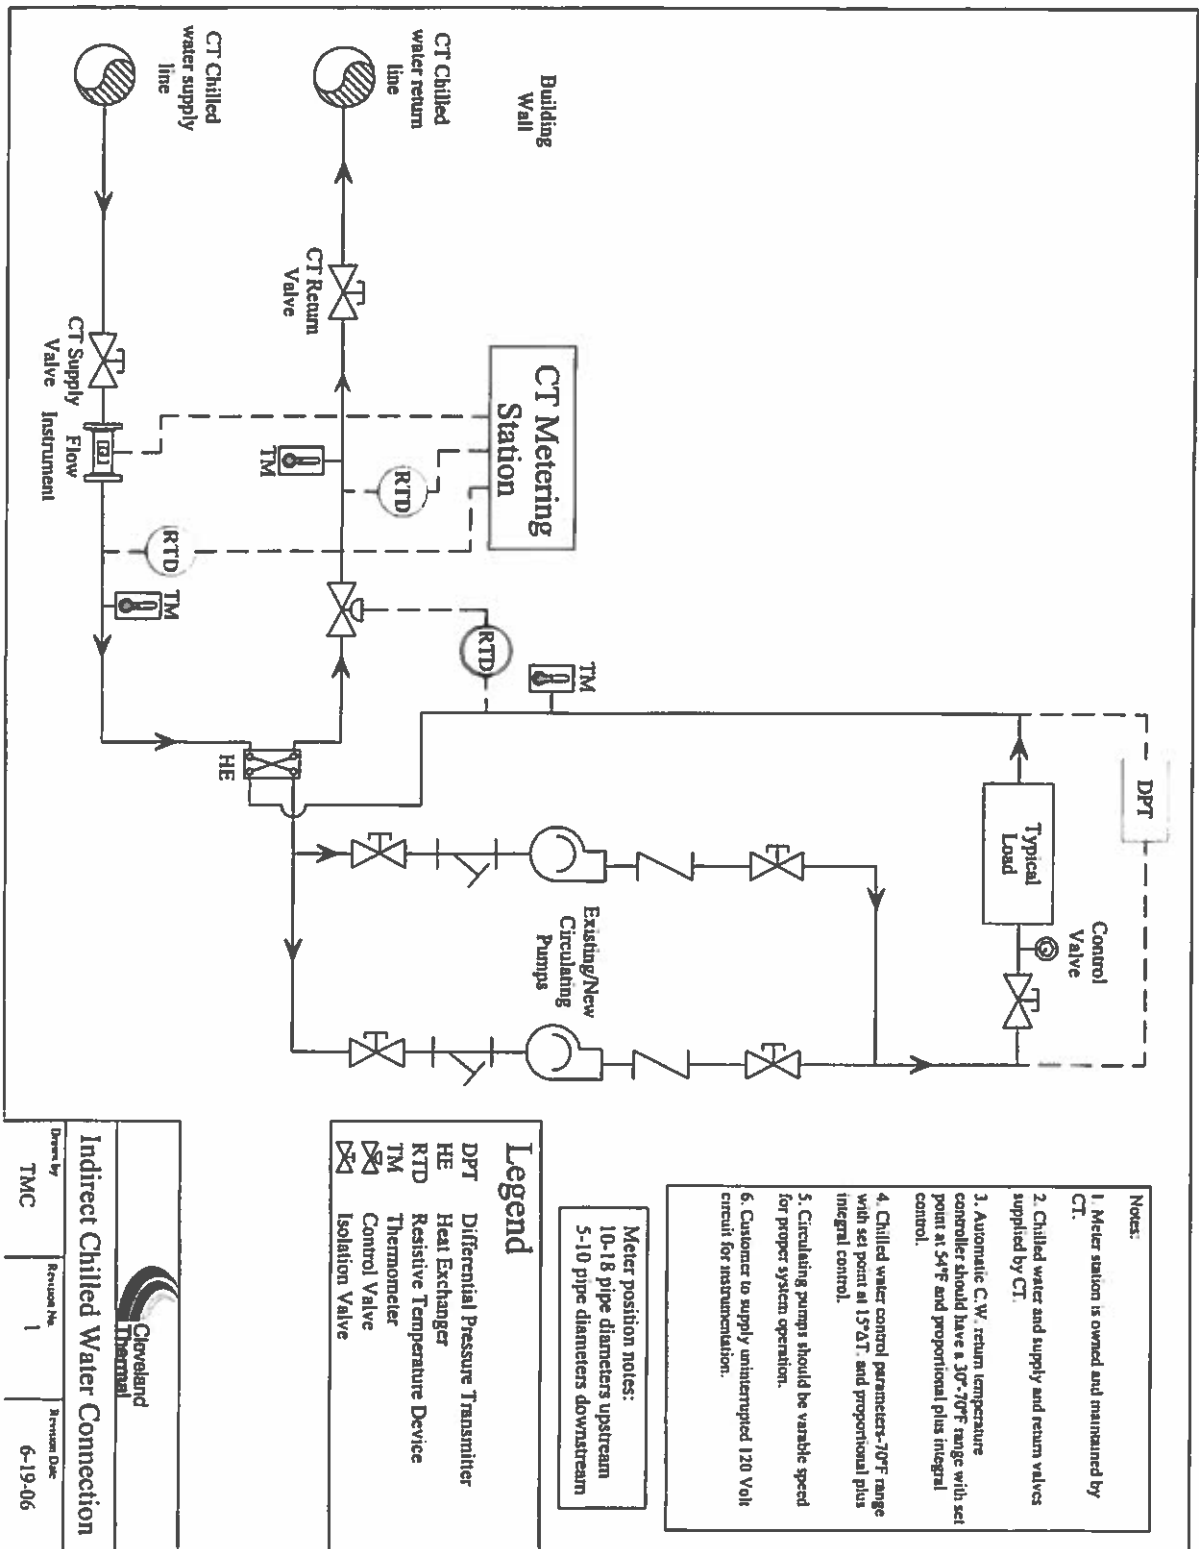 Building
Wall
CT Chilled
water return
line
CT Chilled
water supply
line
CT Return
Valve
CT Supply
Valve
Flow
Instrument
CT Metering
Station
TM
RTD
RTD
TM
RTD
TM
HE
DPT
Typical
Load
Control
Valve
Existing/New
Circulating
Pumps
Notes:
1. Meter station is owned and maintained by
CT.
2. Chilled water and supply and return valves
supplied by CT.
3. Automatic C.W. return temperature
controller should have a 30°-70°F range with set
point at 54°F and proportional plus integral
control.
4. Chilled water control parameters-70°F range
with set point at 15°ΔT. and proportional plus
integral control.
5. Circulating pumps should be varable speed
for proper system operation.
6. Customer to supply uninterrupted 120 Volt
circuit for instrumentation.
Meter position notes:
10-18 pipe diameters upstream
5-10 pipe diameters downstream
Legend
DPT Differential Pressure Transmitter
HE Heat Exchanger
RTD Resistive Temperature Device
TM Thermometer
Control Valve
Isolation Valve
Cleveland
Thermal
Indirect Chilled Water Connection
Drawn by
TMC
Revision No.
1
Revision Date
6-19-06